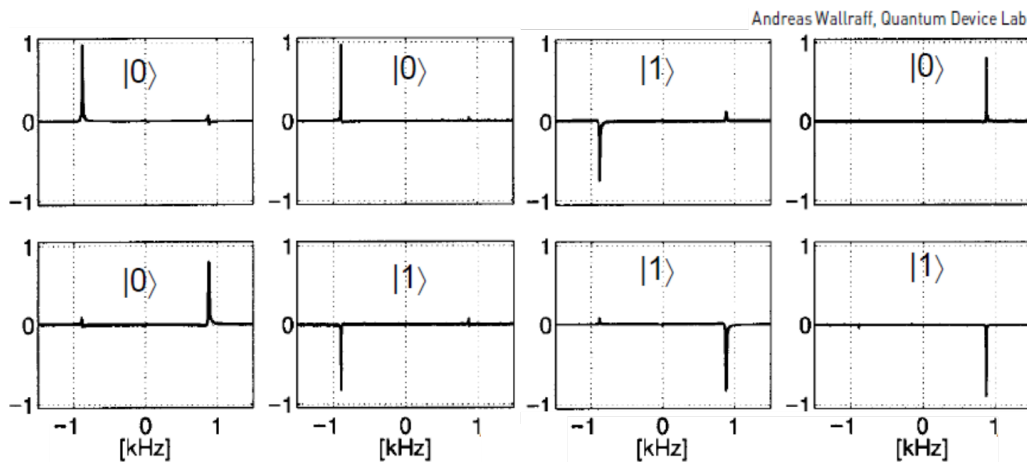 Andreas Wallraff, Quantum Device Lab
1 1 1 1
|0⟩ |0⟩ |1⟩ |0⟩
0 0 0 0
−1 −1 −1 −1
1 1 1 1
|0⟩ |1⟩ |1⟩ |1⟩
0 0 0 0
−1 −1 −1 −1
−1 0 1 −1 0 1 −1 0 1 −1 0 1
[kHz] [kHz] [kHz] [kHz]